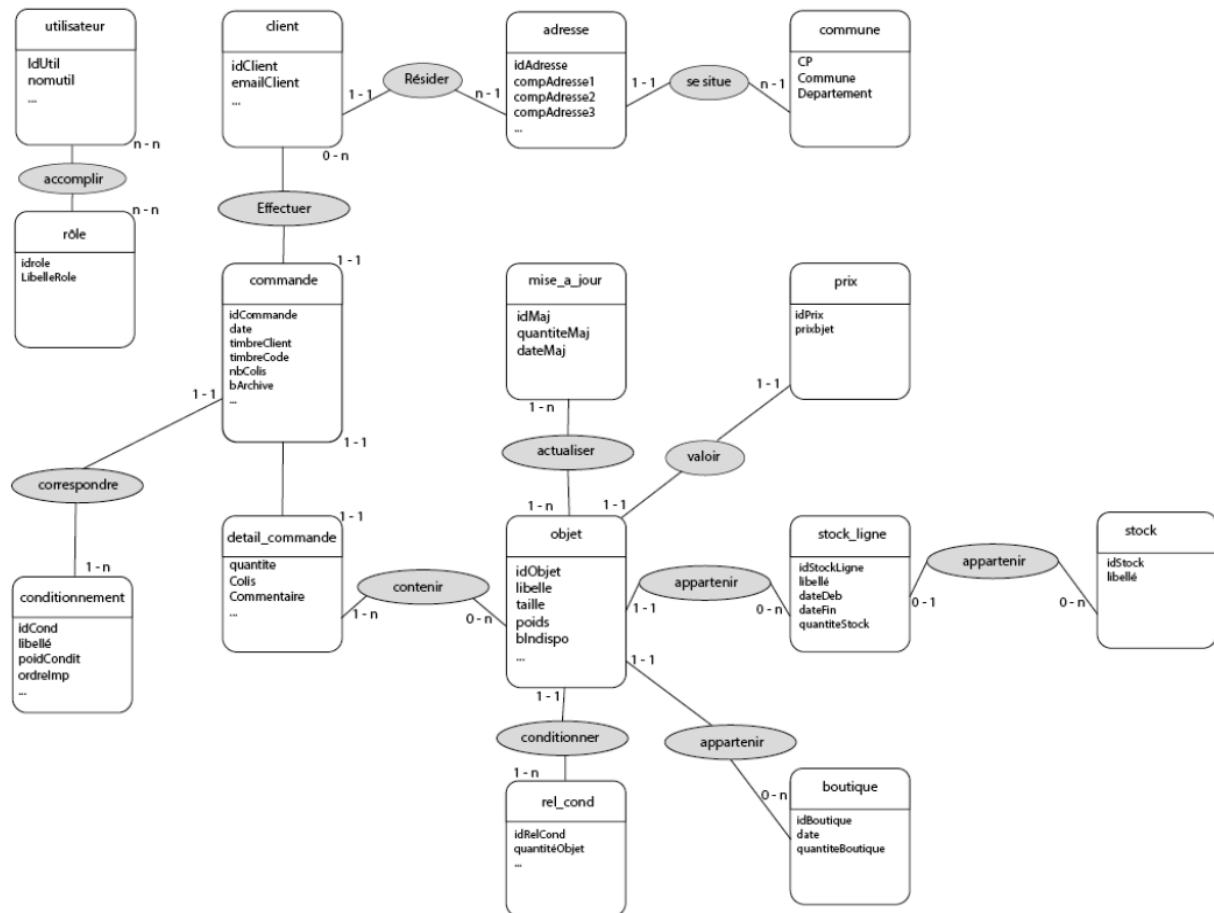 utilisateur
IdUtil
nomutil
...
n - n
accomplir
n - n
rôle
idrole
LibelleRole
client
idClient
emailClient
...
1 - 1
Résider
n - 1
adresse
idAdresse
compAdresse1
compAdresse2
compAdresse3
...
1 - 1
se situe
n - 1
commune
CP
Commune
Departement
0 - n
Effectuer
1 - 1
commande
idCommande
date
timbreClient
timbreCode
nbColis
bArchive
...
1 - 1
correspondre
1 - n
conditionnement
idCond
libellé
poidCondit
ordreImp
...
1 - 1
1 - 1
detail_commande
quantite
Colis
Commentaire
...
1 - n
contenir
0 - n
mise_a_jour
idMaj
quantiteMaj
dateMaj
1 - n
actualiser
1 - n
prix
idPrix
prixbjet
1 - 1
valoir
1 - 1
objet
idObjet
libelle
taille
poids
bIndispo
...
1 - 1
appartenir
0 - n
stock_ligne
idStockLigne
libellé
dateDeb
dateFin
quantiteStock
0 - 1
appartenir
0 - n
stock
idStock
libellé
1 - 1
conditionner
1 - n
rel_cond
idRelCond
quantitéObjet
...
1 - 1
appartenir
0 - n
boutique
idBoutique
date
quantiteBoutique